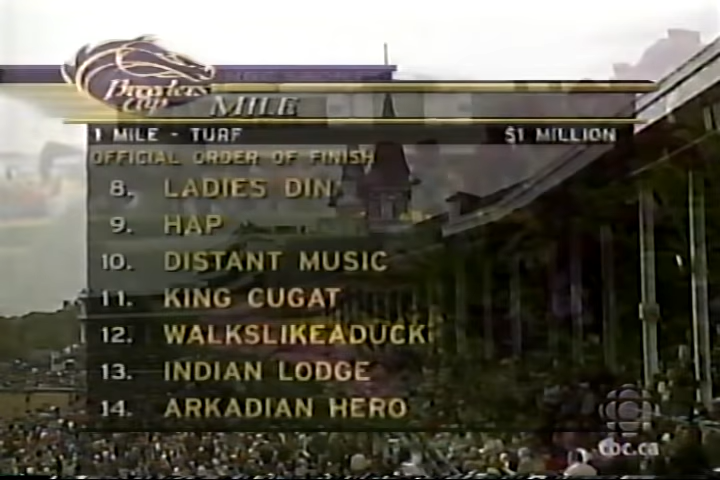 Breeders' Cup
MILE
1 MILE - TURF $1 MILLION
OFFICIAL ORDER OF FINISH
8. LADIES DIN
9. HAP
10. DISTANT MUSIC
11. KING CUGAT
12. WALKSLIKEADUCK
13. INDIAN LODGE
14. ARKADIAN HERO
cbc.ca